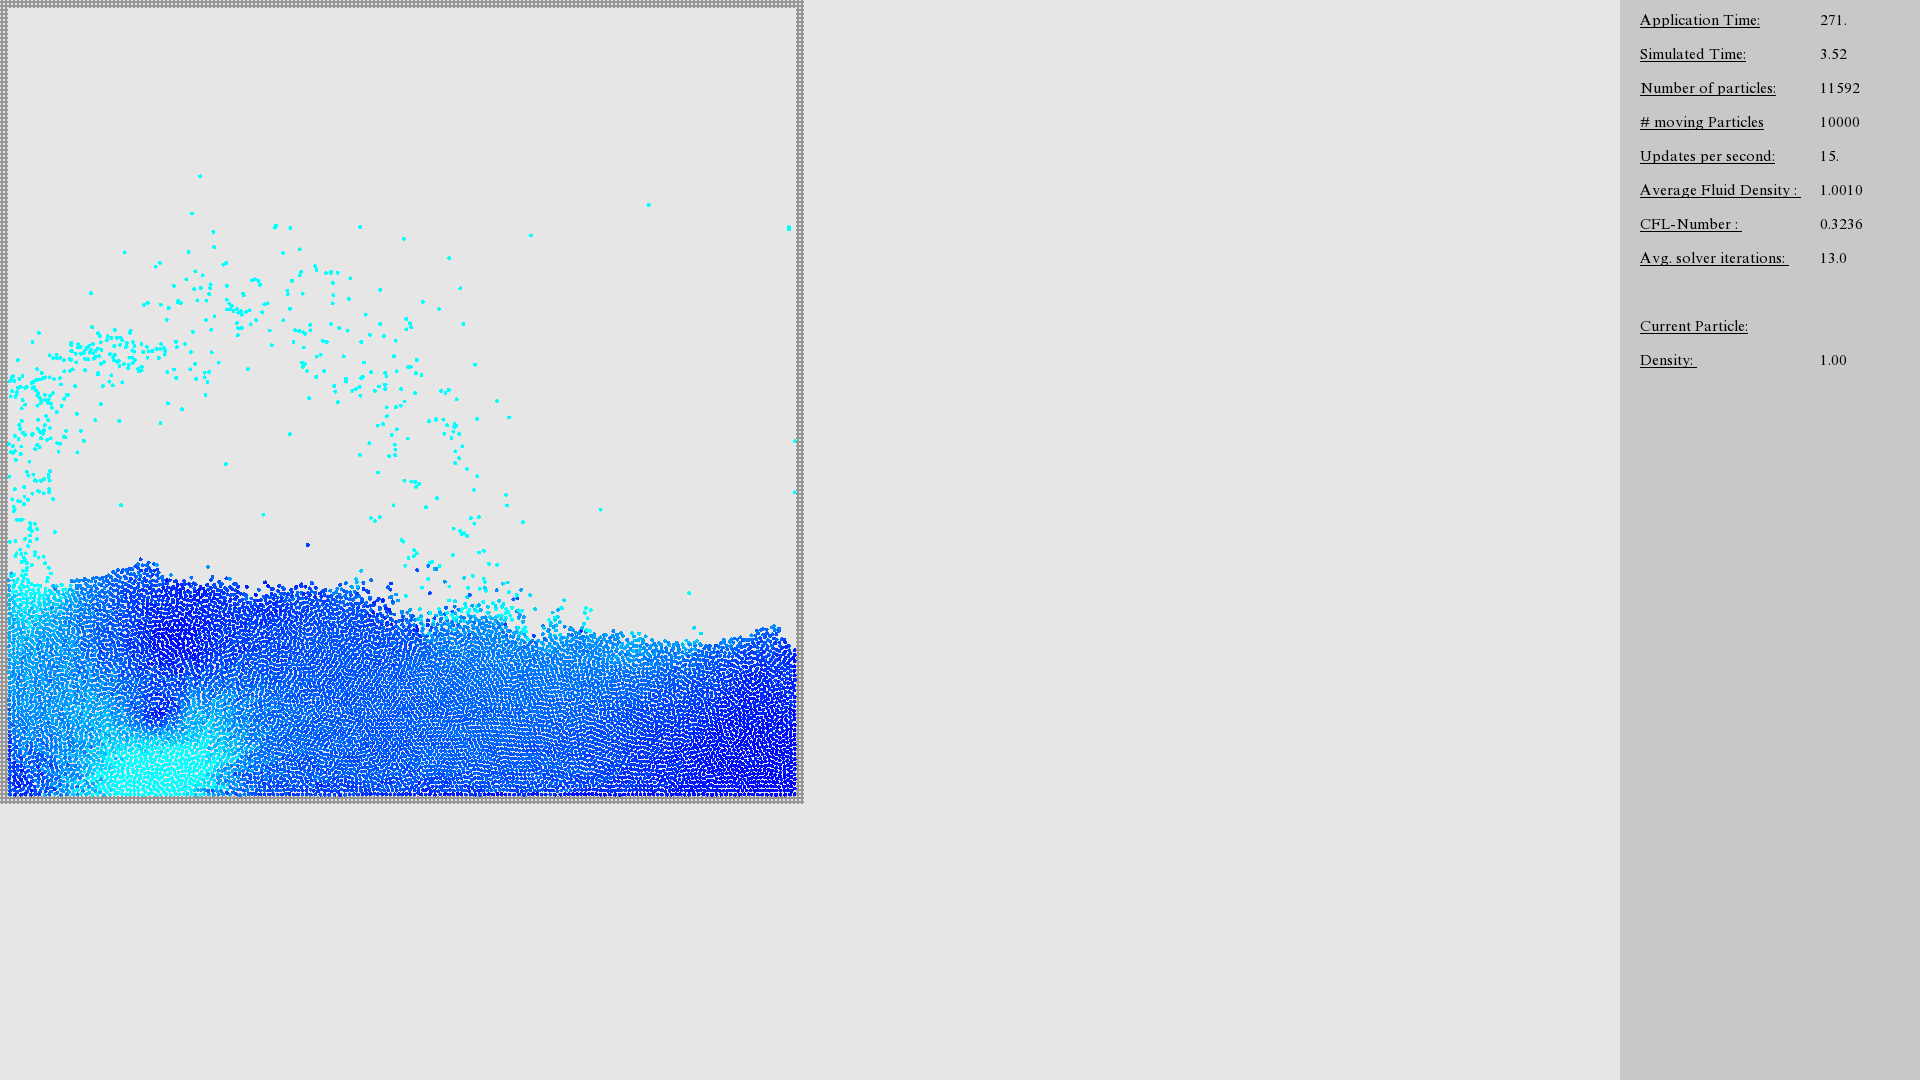 Application Time: 271.
Simulated Time: 3.52
Number of particles: 11592
# moving Particles 10000
Updates per second: 15.
Average Fluid Density : 1.0010
CFL-Number : 0.3236
Avg. solver iterations: 13.0
Current Particle:
Density: 1.00